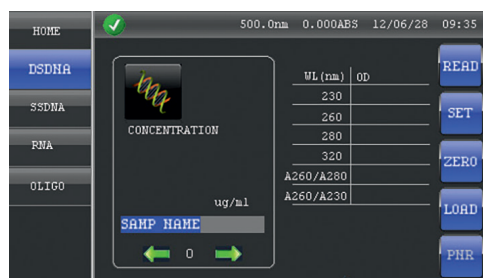 HOME
500.0nm 0.000ABS 12/06/28 09:35
DSDNA
SSDNA
RNA
OLIGO
CONCENTRATION
ug/ml
SAMP NAME
0
WL(nm) OD
230
260
280
320
A260/A280
A260/A230
READ
SET
ZERO
LOAD
PNR